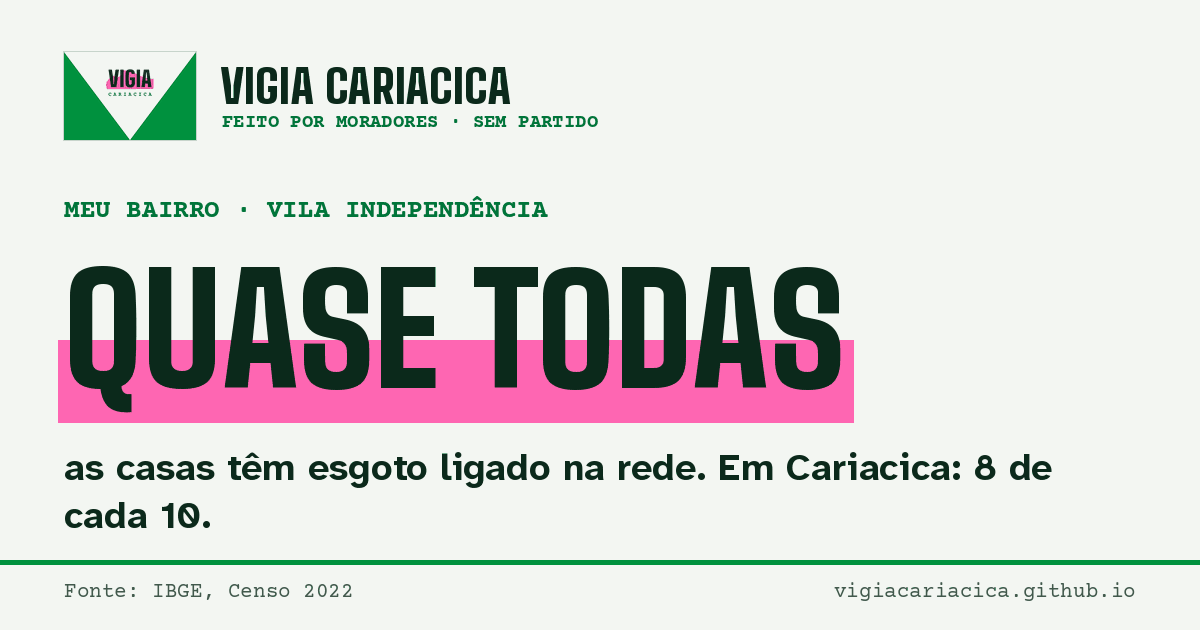 VIGIA
CARIACICA
VIGIA CARIACICA
FEITO POR MORADORES · SEM PARTIDO
MEU BAIRRO · VILA INDEPENDÊNCIA
QUASE TODAS
as casas têm esgoto ligado na rede. Em Cariacica: 8 de
cada 10.
Fonte: IBGE, Censo 2022
vigiacariacica.github.io